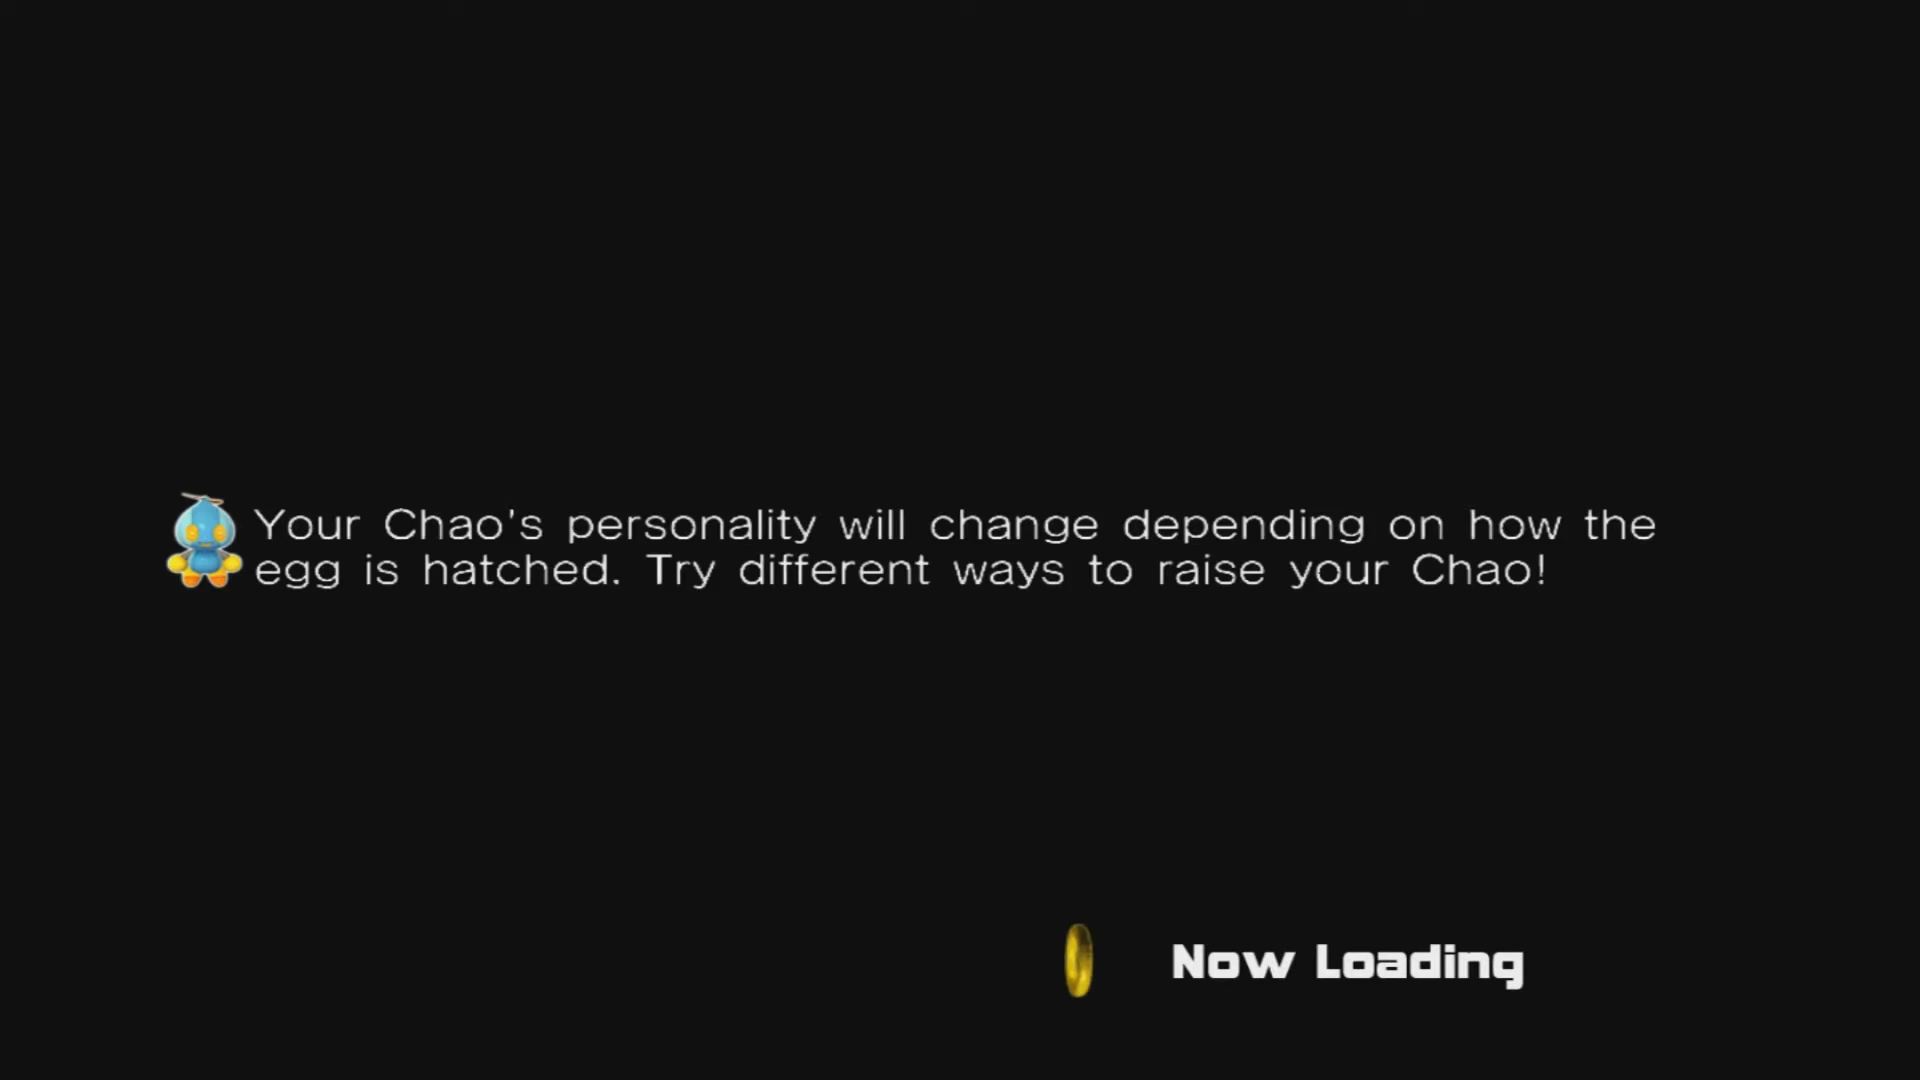 Your Chao's personality will change depending on how the
egg is hatched. Try different ways to raise your Chao!
Now Loading